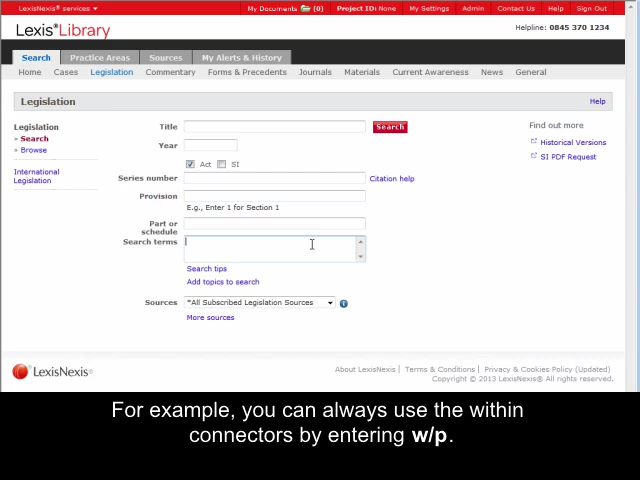 LexisNexis® services
My Documents (0) Project ID: None My Settings Admin Contact Us Help Sign Out
Lexis®Library
Helpline: 0845 370 1234
Search Practice Areas Sources My Alerts & History
Home Cases Legislation Commentary Forms & Precedents Journals Materials Current Awareness News General
Legislation
Help
Legislation
» Search
» Browse
International
Legislation
Title
Search
Year
Act SI
Series number
Citation help
Provision
E.g., Enter 1 for Section 1
Part or
schedule
Search terms
Search tips
Add topics to search
Sources *All Subscribed Legislation Sources
More sources
Find out more
Historical Versions
SI PDF Request
LexisNexis®
About LexisNexis | Terms & Conditions | Privacy & Cookies Policy (Updated)
Copyright © 2013 LexisNexis® All rights reserved.
For example, you can always use the within
connectors by entering w/p.